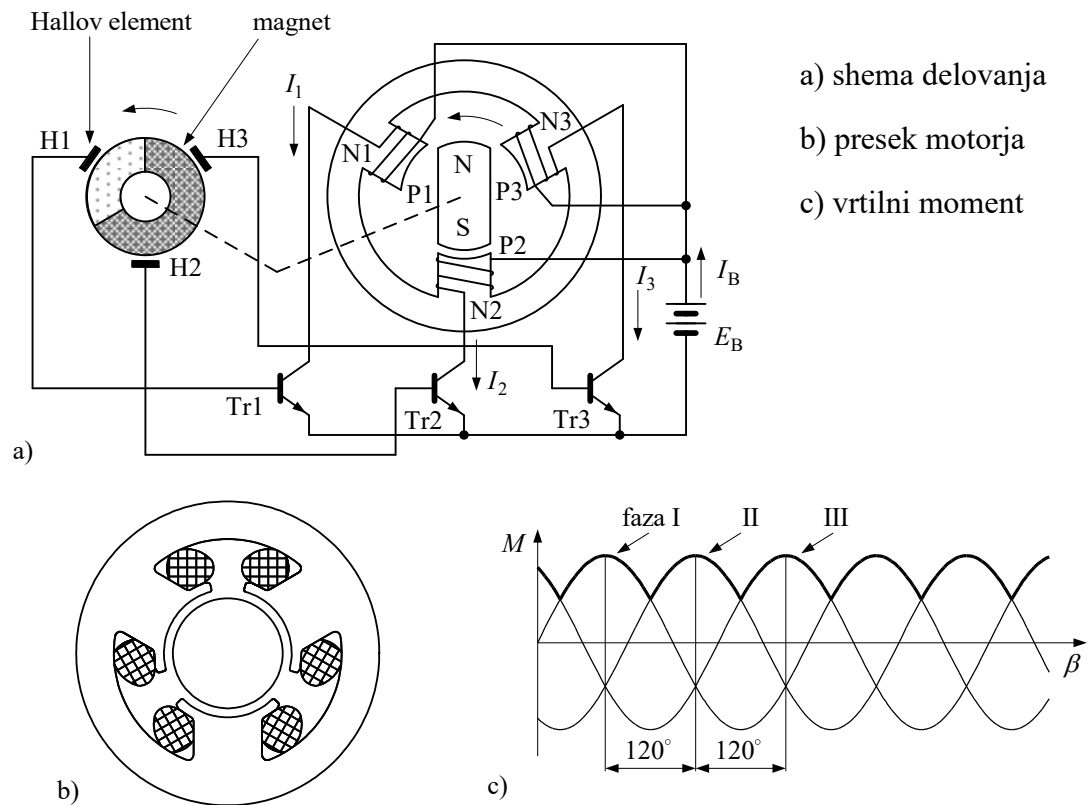 Hallov element
magnet
a) shema delovanja
b) presek motorja
c) vrtilni moment
H1
H3
H2
I1
N1
N3
N
P1
P3
S
P2
N2
I3
IB
EB
I2
Tr1
Tr2
Tr3
a)
faza I
II
III
M
β
120°
120°
b)
c)